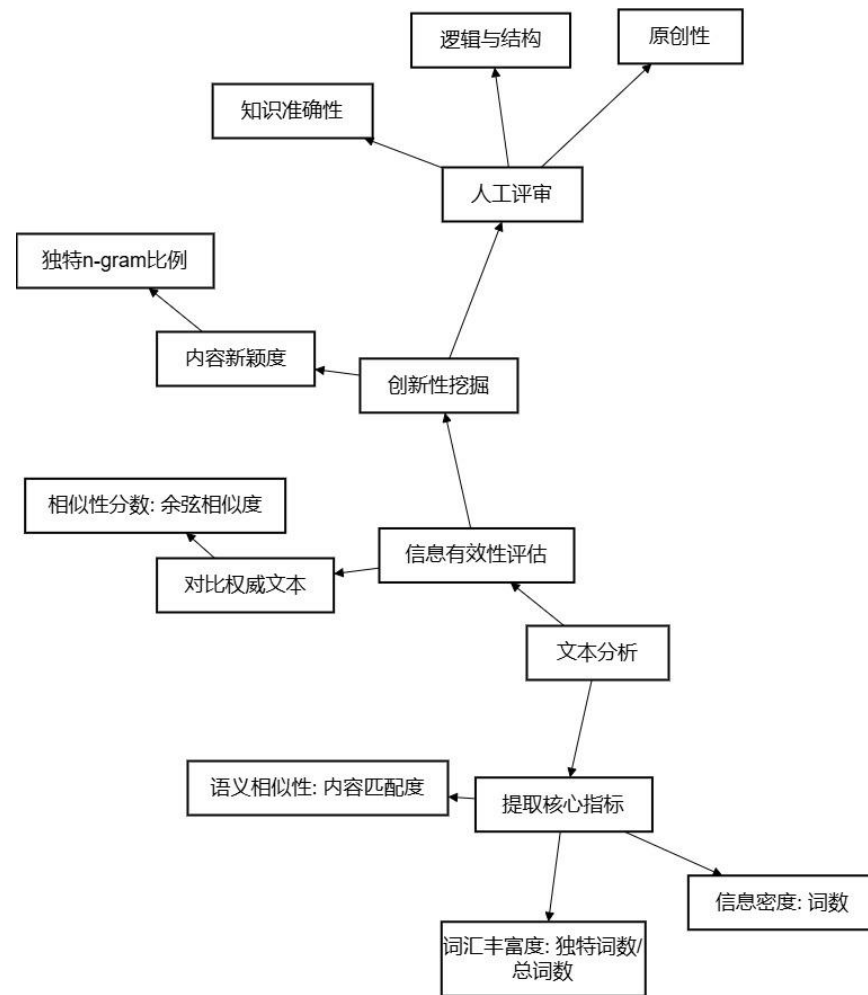 逻辑与结构
原创性
知识准确性
人工评审
独特n-gram比例
内容新颖度
创新性挖掘
相似性分数: 余弦相似度
信息有效性评估
对比权威文本
文本分析
语义相似性: 内容匹配度
提取核心指标
信息密度: 词数
词汇丰富度: 独特词数/
总词数